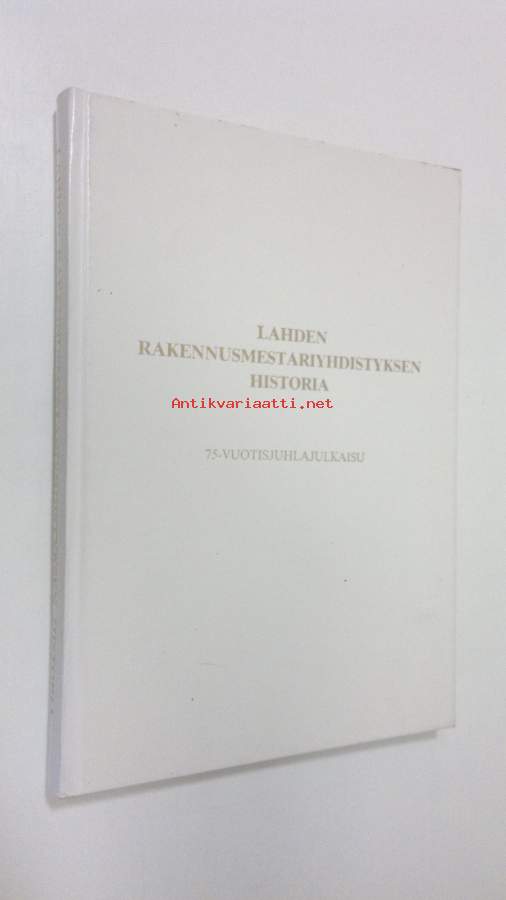 LAHDEN
RAKENNUSMESTARIYHDISTYKSEN
HISTORIA
Antikvariaatti.net
75-VUOTISJUHLAJULKAISU